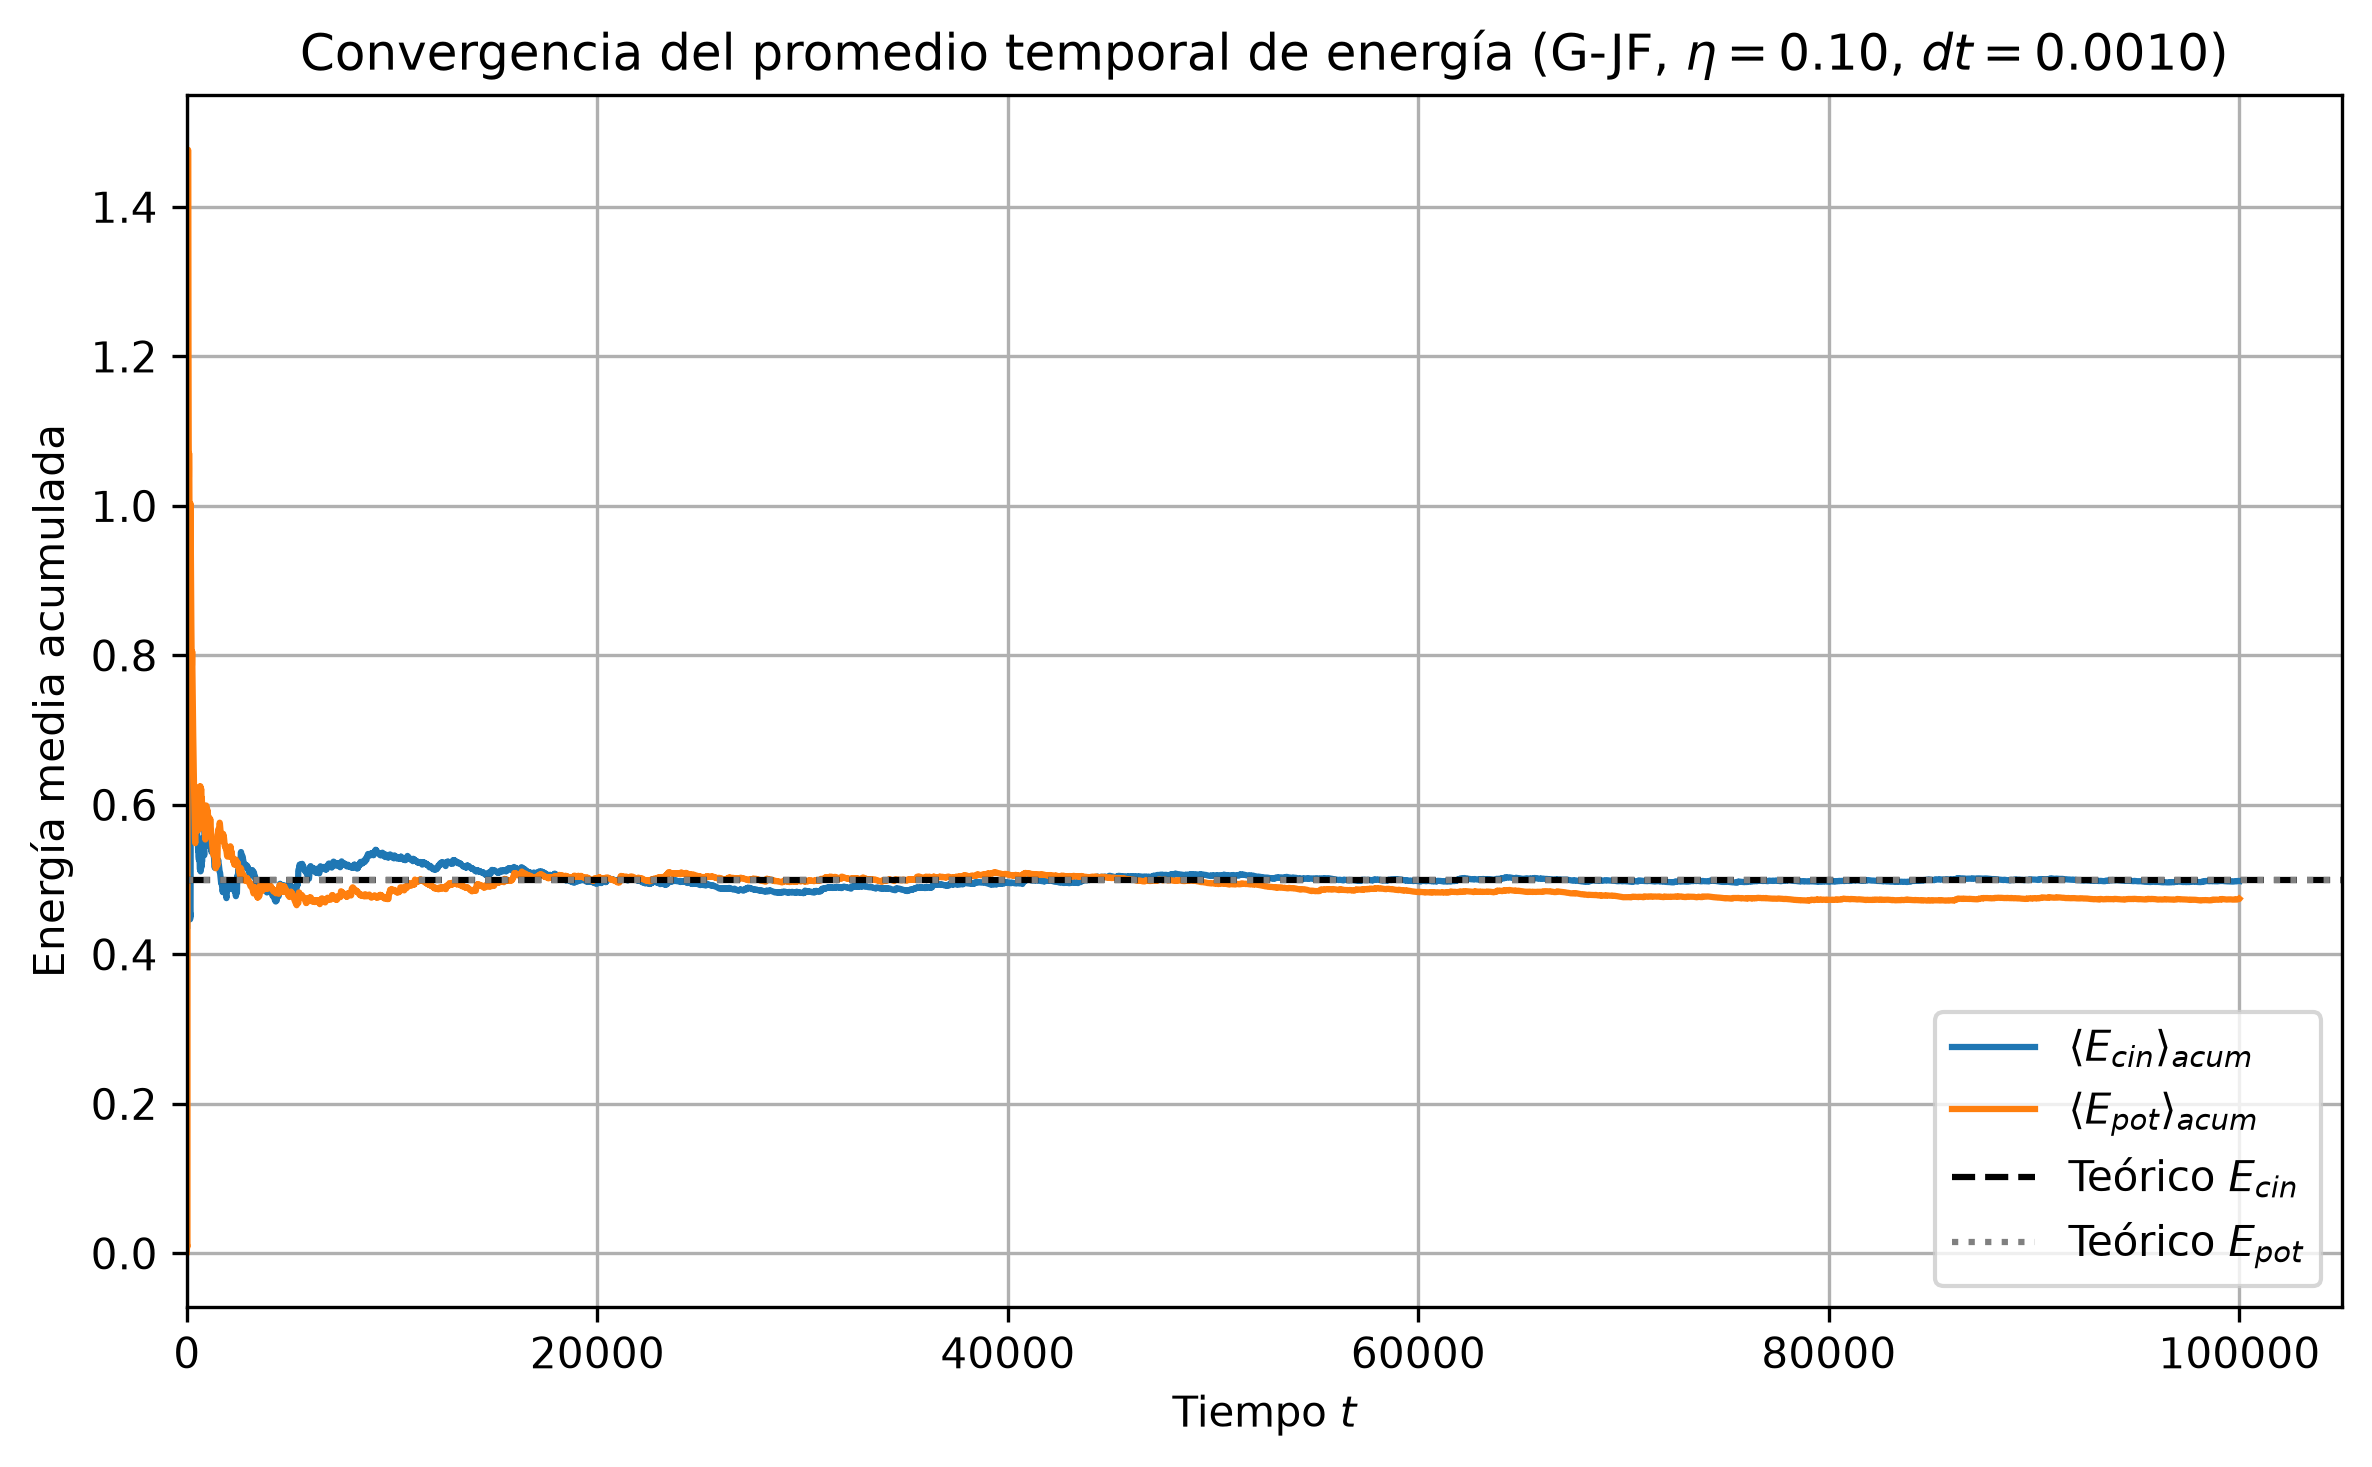 Convergencia del promedio temporal de energía (G-JF, η = 0.10, dt = 0.0010)
Energía media acumulada
1.4
1.2
1.0
0.8
0.6
0.4
0.2
0.0
⟨E_cin⟩_acum
⟨E_pot⟩_acum
Teórico E_cin
Teórico E_pot
0 20000 40000 60000 80000 100000
Tiempo t